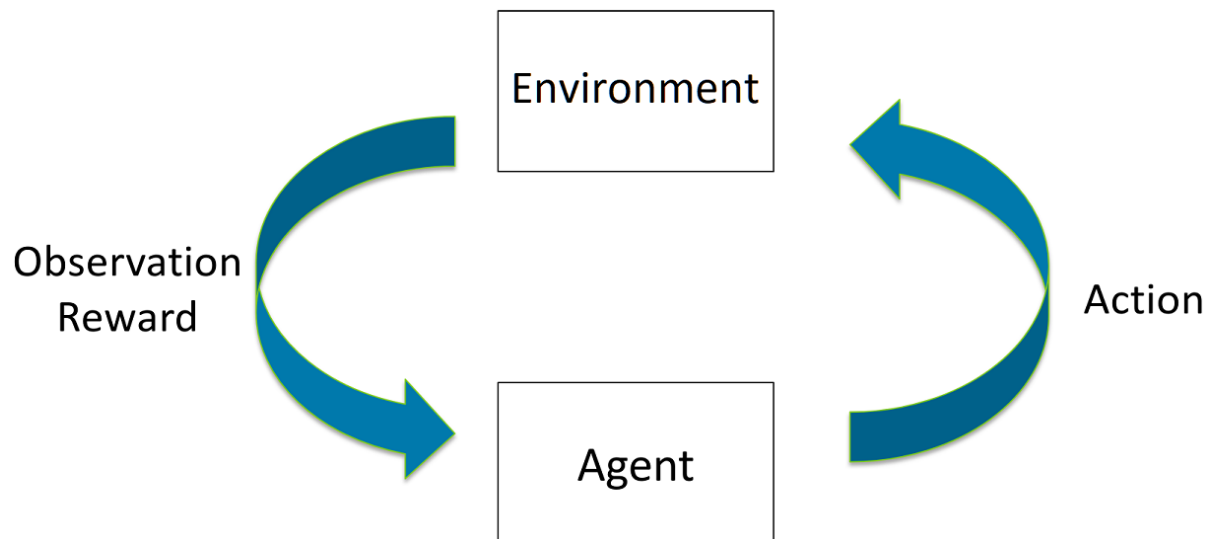 Environment
Observation
Reward
Action
Agent